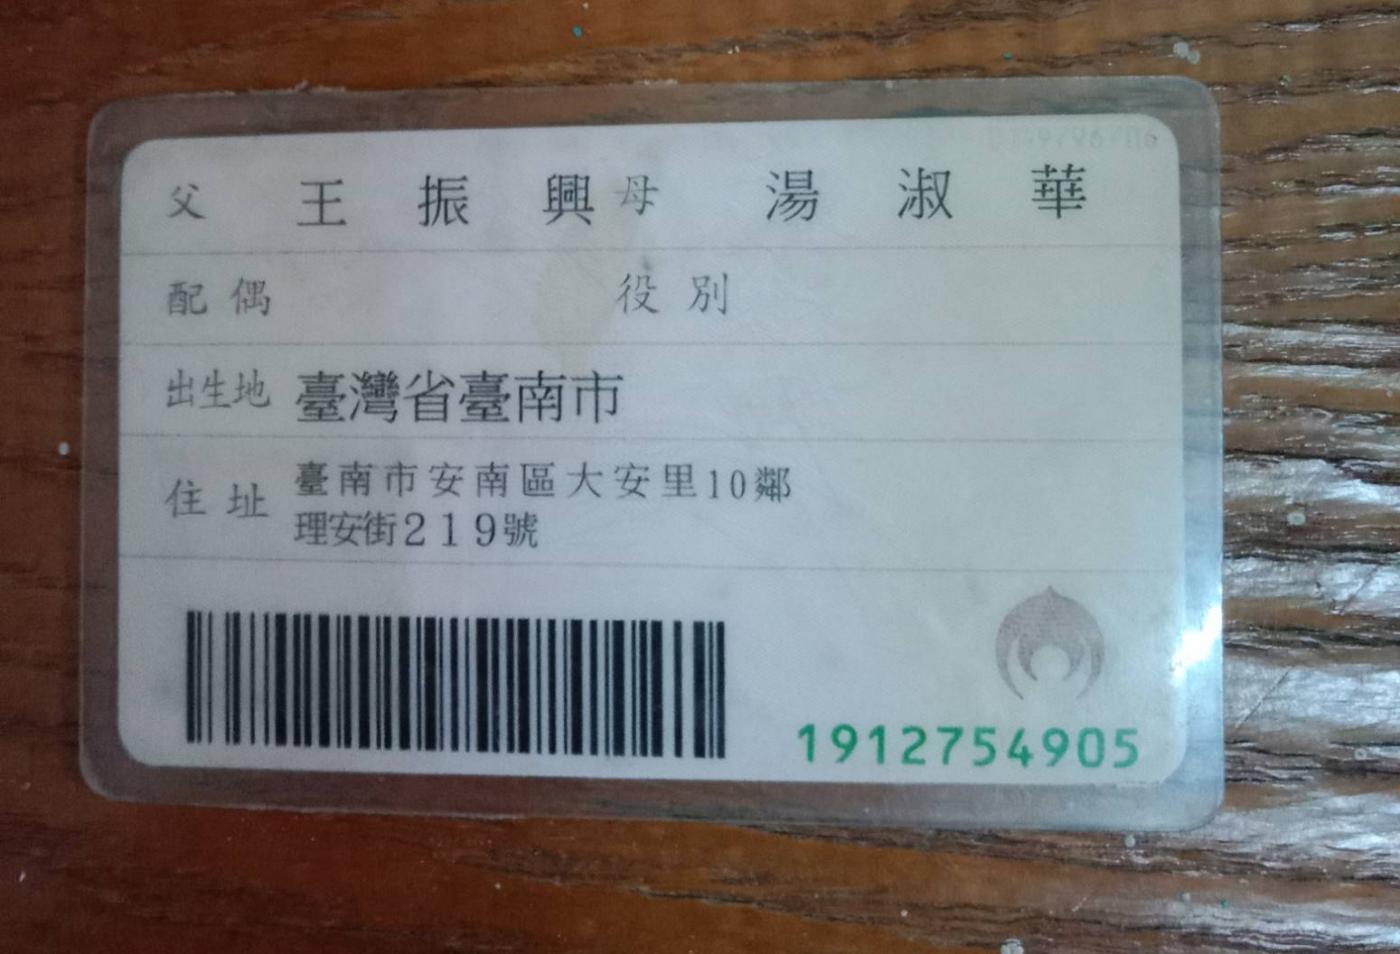 父 王振興 母 湯淑華
配偶 役別
出生地 臺灣省臺南市
住址 臺南市安南區大安里10鄰
理安街219號
1912754905